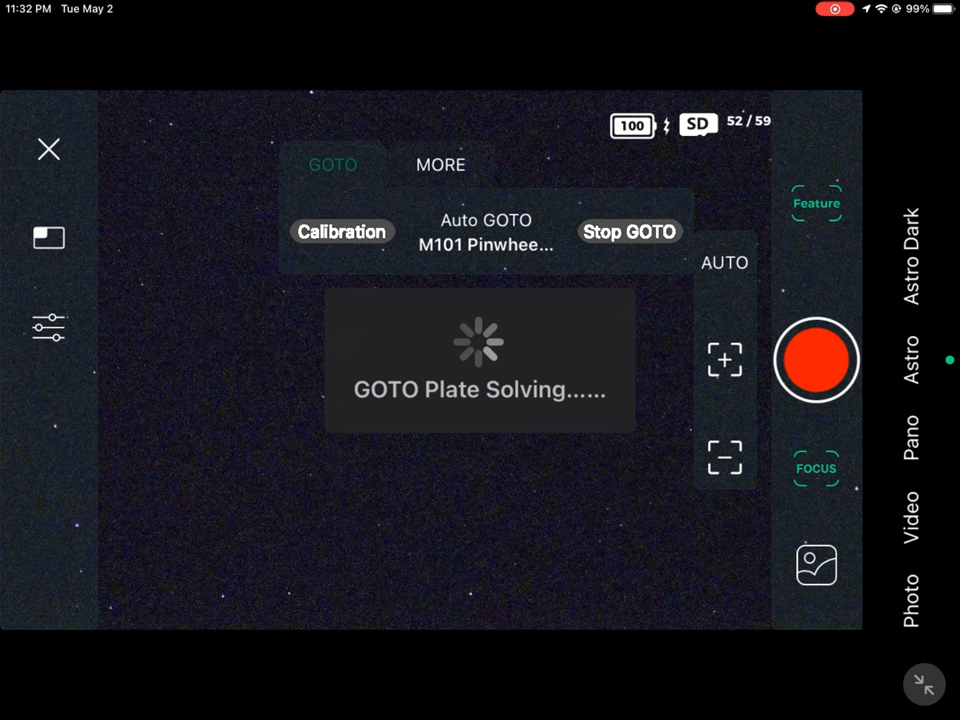 11:32 PM Tue May 2
99%
100
SD
52 / 59
GOTO
MORE
Calibration
Auto GOTO
M101 Pinwhee...
Stop GOTO
AUTO
GOTO Plate Solving......
Feature
FOCUS
Astro Dark
Astro
Pano
Video
Photo